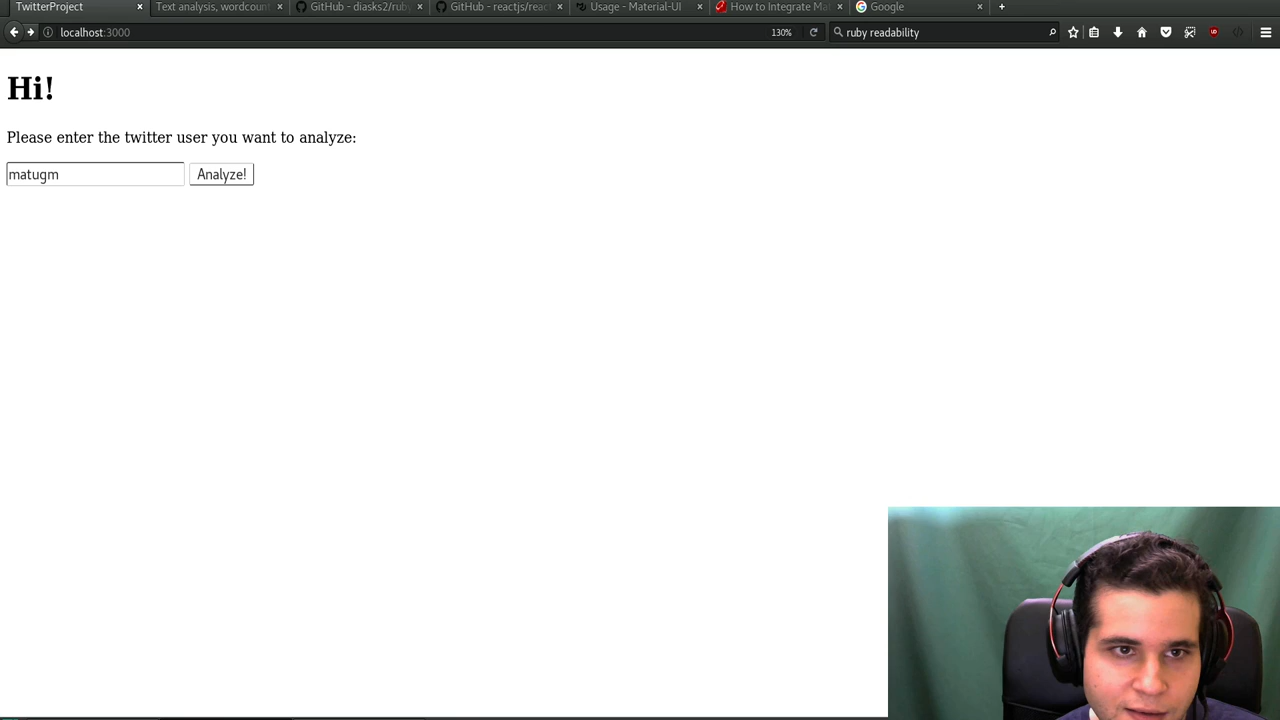 TwitterProject
Text analysis, wordcount
GitHub - diasks2/ruby
GitHub - reactjs/reac
Usage - Material-UI
How to Integrate Ma
Google
localhost:3000
130%
ruby readability
Hi!
Please enter the twitter user you want to analyze:
matugm
Analyze!